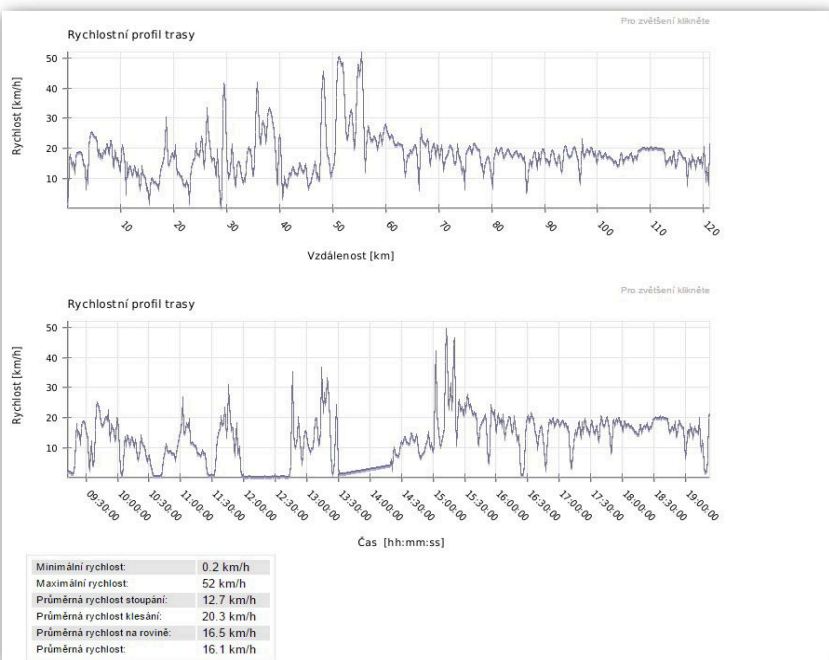 Pro zvětšení klikněte
Rychlostní profil trasy
Rychlost [km/h]
50
40
30
20
10
10 20 30 40 50 60 70 80 90 100 110 120
Vzdálenost [km]
Pro zvětšení klikněte
Rychlostní profil trasy
Rychlost [km/h]
50
40
30
20
10
09:30:00 10:00:00 10:30:00 11:00:00 11:30:00 12:00:00 12:30:00 13:00:00 13:30:00 14:00:00 14:30:00 15:00:00 15:30:00 16:00:00 16:30:00 17:00:00 17:30:00 18:00:00 18:30:00 19:00:00
Čas [hh:mm:ss]
Minimální rychlost: 0.2 km/h
Maximální rychlost: 52 km/h
Průměrná rychlost stoupání: 12.7 km/h
Průměrná rychlost klesání: 20.3 km/h
Průměrná rychlost na rovině: 16.5 km/h
Průměrná rychlost: 16.1 km/h